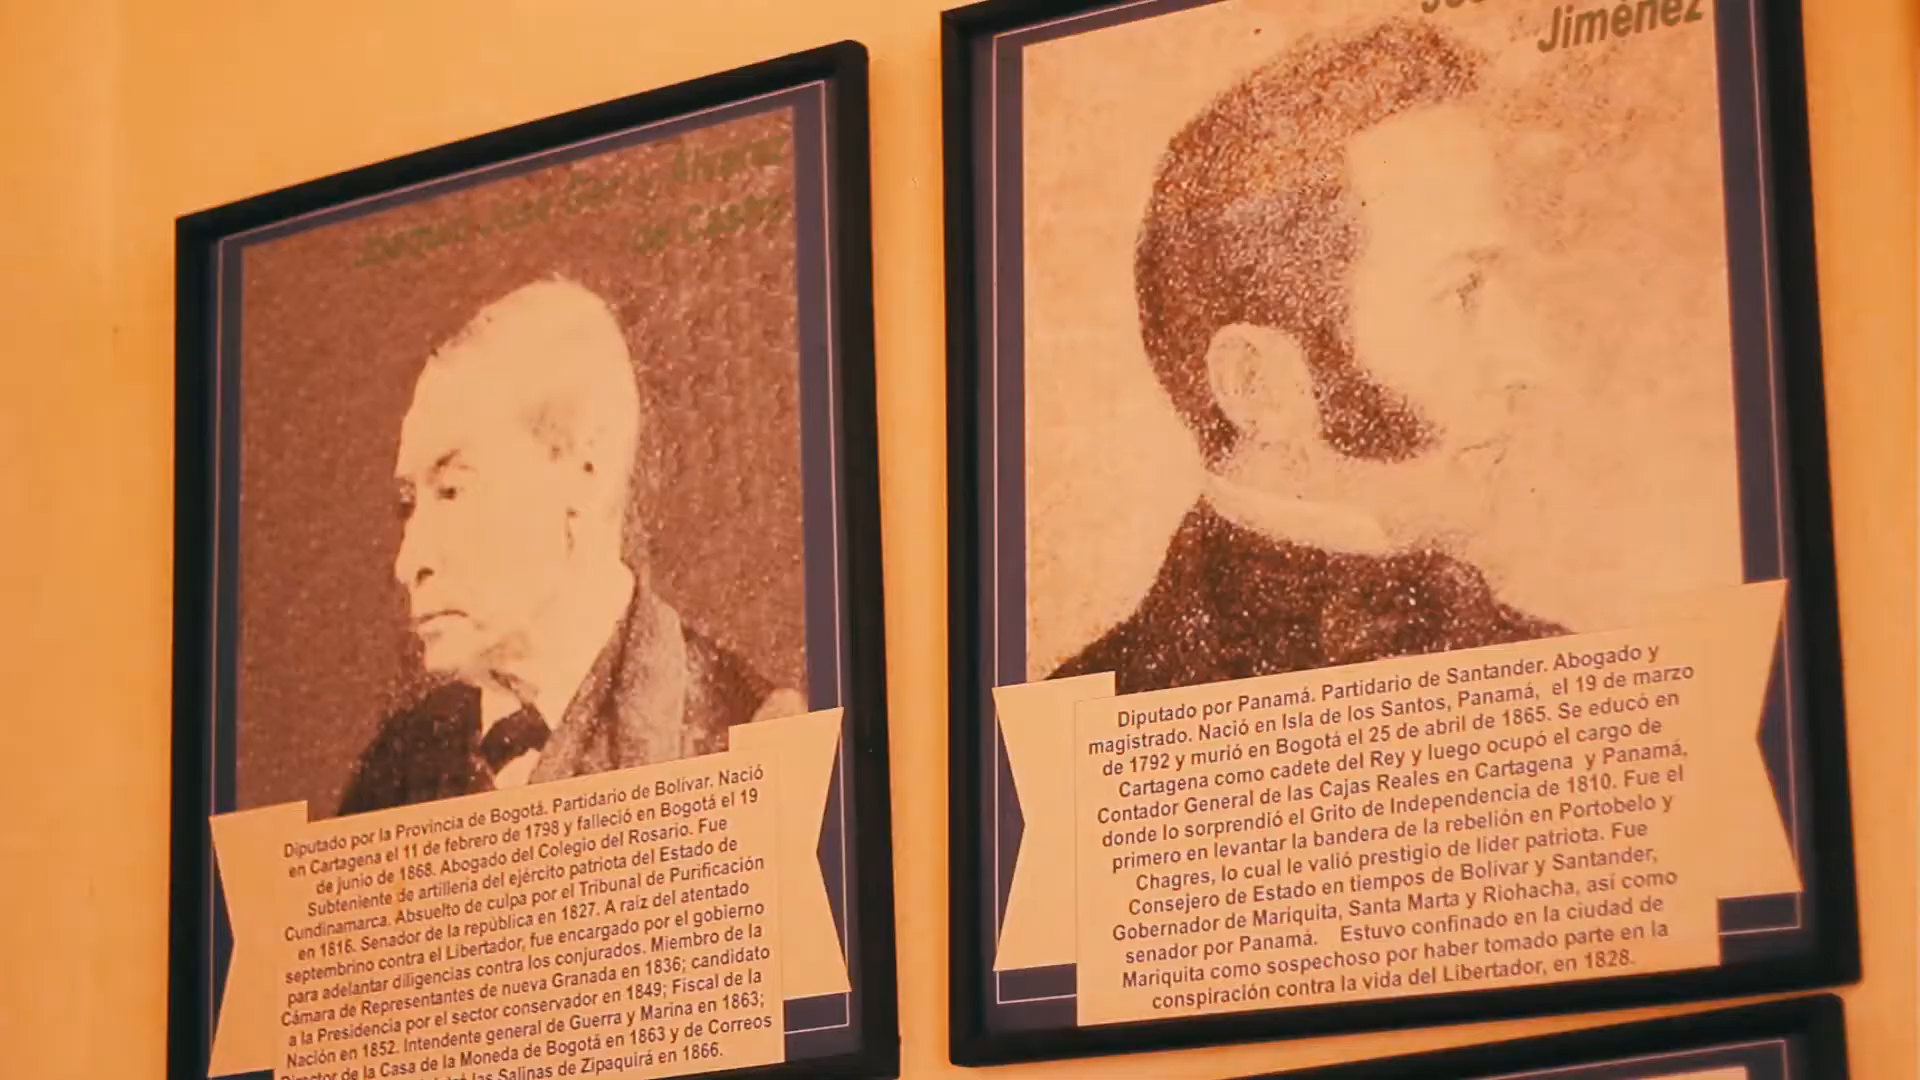 Joaquín José Gori y Álvarez
de Castro
Diputado por la Provincia de Bogotá. Partidario de Bolívar. Nació
en Cartagena el 11 de febrero de 1798 y falleció en Bogotá el 19
de junio de 1868. Abogado del Colegio del Rosario. Fue
Subteniente de artillería del ejército patriota del Estado de
Cundinamarca. Absuelto de culpa por el Tribunal de Purificación
en 1816. Senador de la república en 1827. A raíz del atentado
septembrino contra el Libertador, fue encargado por el gobierno
para adelantar diligencias contra los conjurados. Miembro de la
Cámara de Representantes de nueva Granada en 1836; candidato
a la Presidencia por el sector conservador en 1849; Fiscal de la
Nación en 1852. Intendente general de Guerra y Marina en 1863;
Director de la Casa de la Moneda de Bogotá en 1863 y de Correos
las Salinas de Zipaquirá en 1866.
Jiménez
Diputado por Panamá. Partidario de Santander. Abogado y
magistrado. Nació en Isla de los Santos, Panamá, el 19 de marzo
de 1792 y murió en Bogotá el 25 de abril de 1865. Se educó en
Cartagena como cadete del Rey y luego ocupó el cargo de
Contador General de las Cajas Reales en Cartagena y Panamá,
donde lo sorprendió el Grito de Independencia de 1810. Fue el
primero en levantar la bandera de la rebelión en Portobelo y
Chagres, lo cual le valió prestigio de líder patriota. Fue
Consejero de Estado en tiempos de Bolívar y Santander,
Gobernador de Mariquita, Santa Marta y Riohacha, así como
senador por Panamá. Estuvo confinado en la ciudad de
Mariquita como sospechoso por haber tomado parte en la
conspiración contra la vida del Libertador, en 1828.